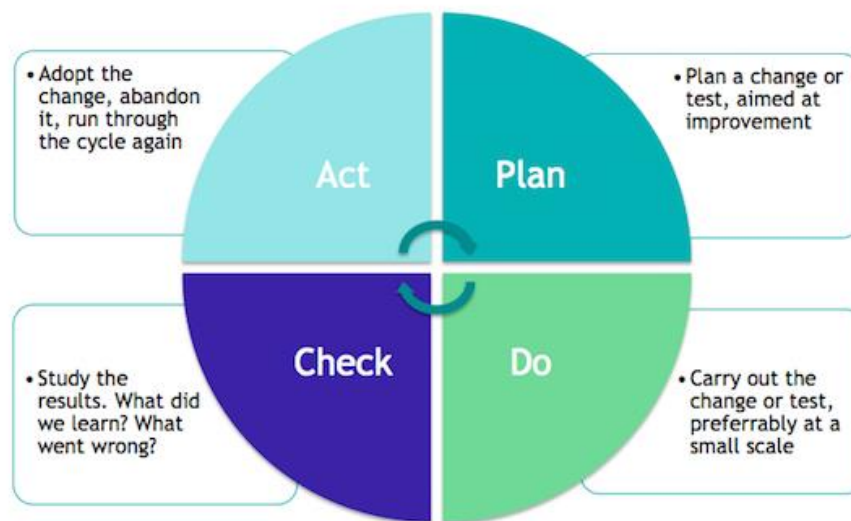 • Adopt the
change, abandon
it, run through
the cycle again
Act
Plan
• Plan a change or
test, aimed at
improvement
• Study the
results. What did
we learn? What
went wrong?
Check
Do
• Carry out the
change or test,
preferrably at a
small scale